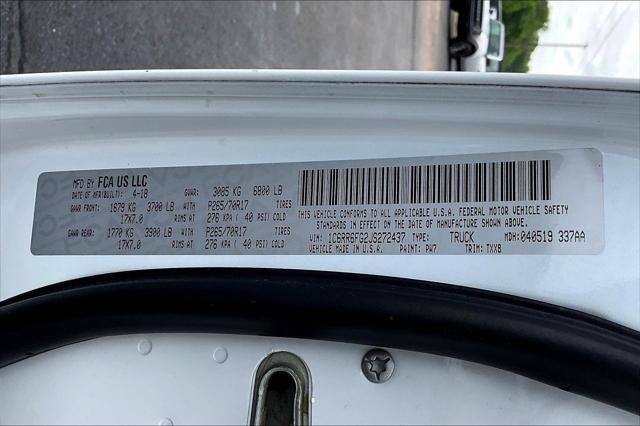 MFD BY FCA US LLC
DATE OF MFR(BUILT): 4-18 GVWR: 3085 KG 6800 LB
GAWR FRONT: 1679 KG 3700 LB WITH P265/70R17 TIRES
17X7.0 RIMS AT 276 KPA ( 40 PSI) COLD
GAWR REAR: 1770 KG 3900 LB WITH P265/70R17 TIRES
17X7.0 RIMS AT 276 KPA ( 40 PSI) COLD
THIS VEHICLE CONFORMS TO ALL APPLICABLE U.S.A. FEDERAL MOTOR VEHICLE SAFETY
STANDARDS IN EFFECT ON THE DATE OF MANUFACTURE SHOWN ABOVE.
VIN: 1C6RR6FG2JS272437 TYPE: TRUCK MDH: 040519 337AA
VEHICLE MADE IN U.S.A. PAINT: PW7 TRIM: TXX8